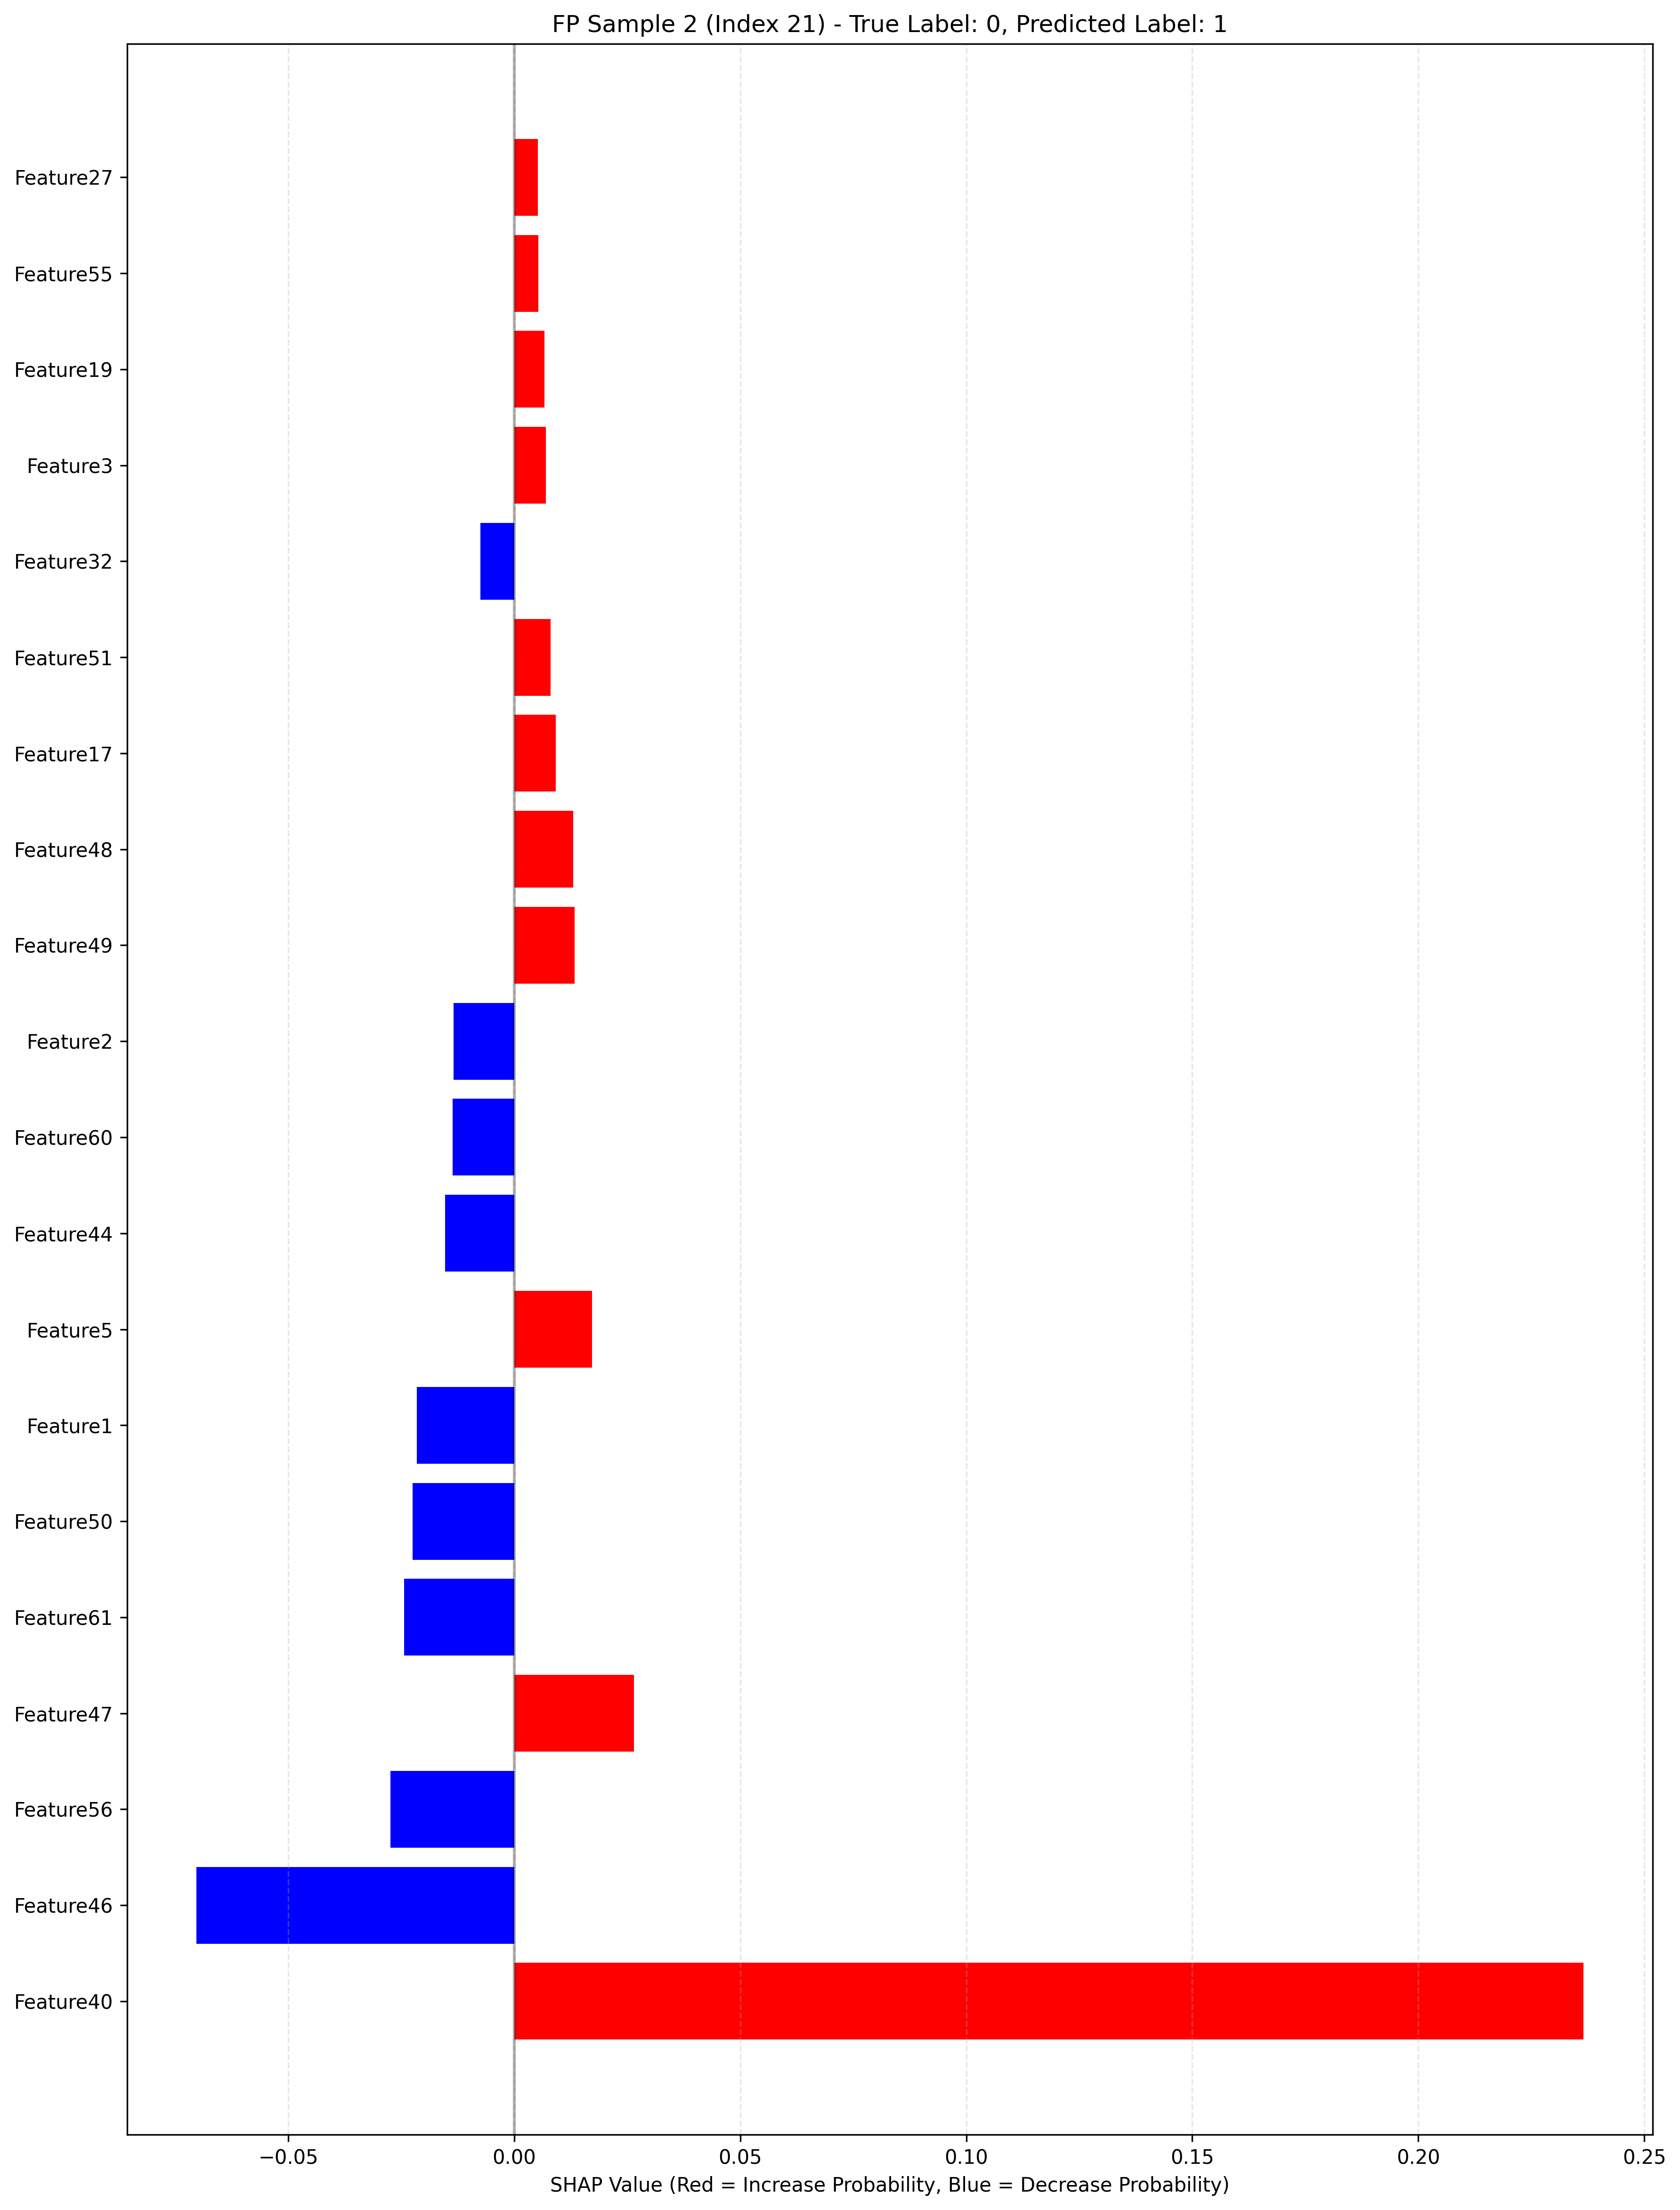 FP Sample 2 (Index 21) - True Label: 0, Predicted Label: 1
Feature27
Feature55
Feature19
Feature3
Feature32
Feature51
Feature17
Feature48
Feature49
Feature2
Feature60
Feature44
Feature5
Feature1
Feature50
Feature61
Feature47
Feature56
Feature46
Feature40
−0.05 0.00 0.05 0.10 0.15 0.20 0.25
SHAP Value (Red = Increase Probability, Blue = Decrease Probability)